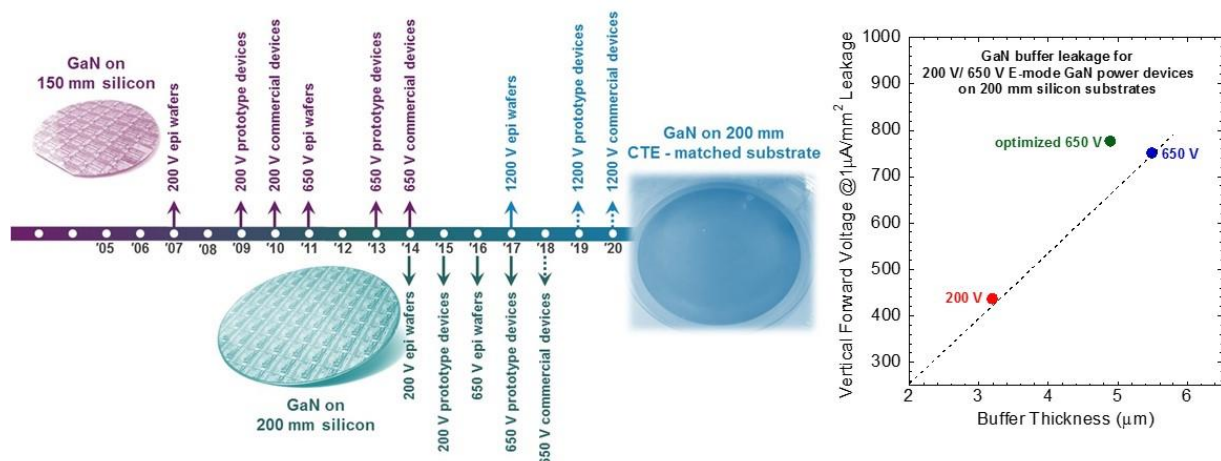 GaN on
150 mm silicon
200 V epi wafers
200 V prototype devices
200 V commercial devices
650 V epi wafers
650 V prototype devices
650 V commercial devices
1200 V epi wafers
1200 V prototype devices
1200 V commercial devices
GaN on 200 mm
CTE - matched substrate
'05 '06 '07 '08 '09 '10 '11 '12 '13 '14 '15 '16 '17 '18 '19 '20
200 V epi wafers
200 V prototype devices
650 V epi wafers
650 V prototype devices
650 V commercial devices
GaN on
200 mm silicon
Vertical Forward Voltage @1μA/mm² Leakage
1000
900
800
700
600
500
400
300
GaN buffer leakage for
200 V/ 650 V E-mode GaN power devices
on 200 mm silicon substrates
optimized 650 V
650 V
200 V
2 3 4 5 6
Buffer Thickness (μm)